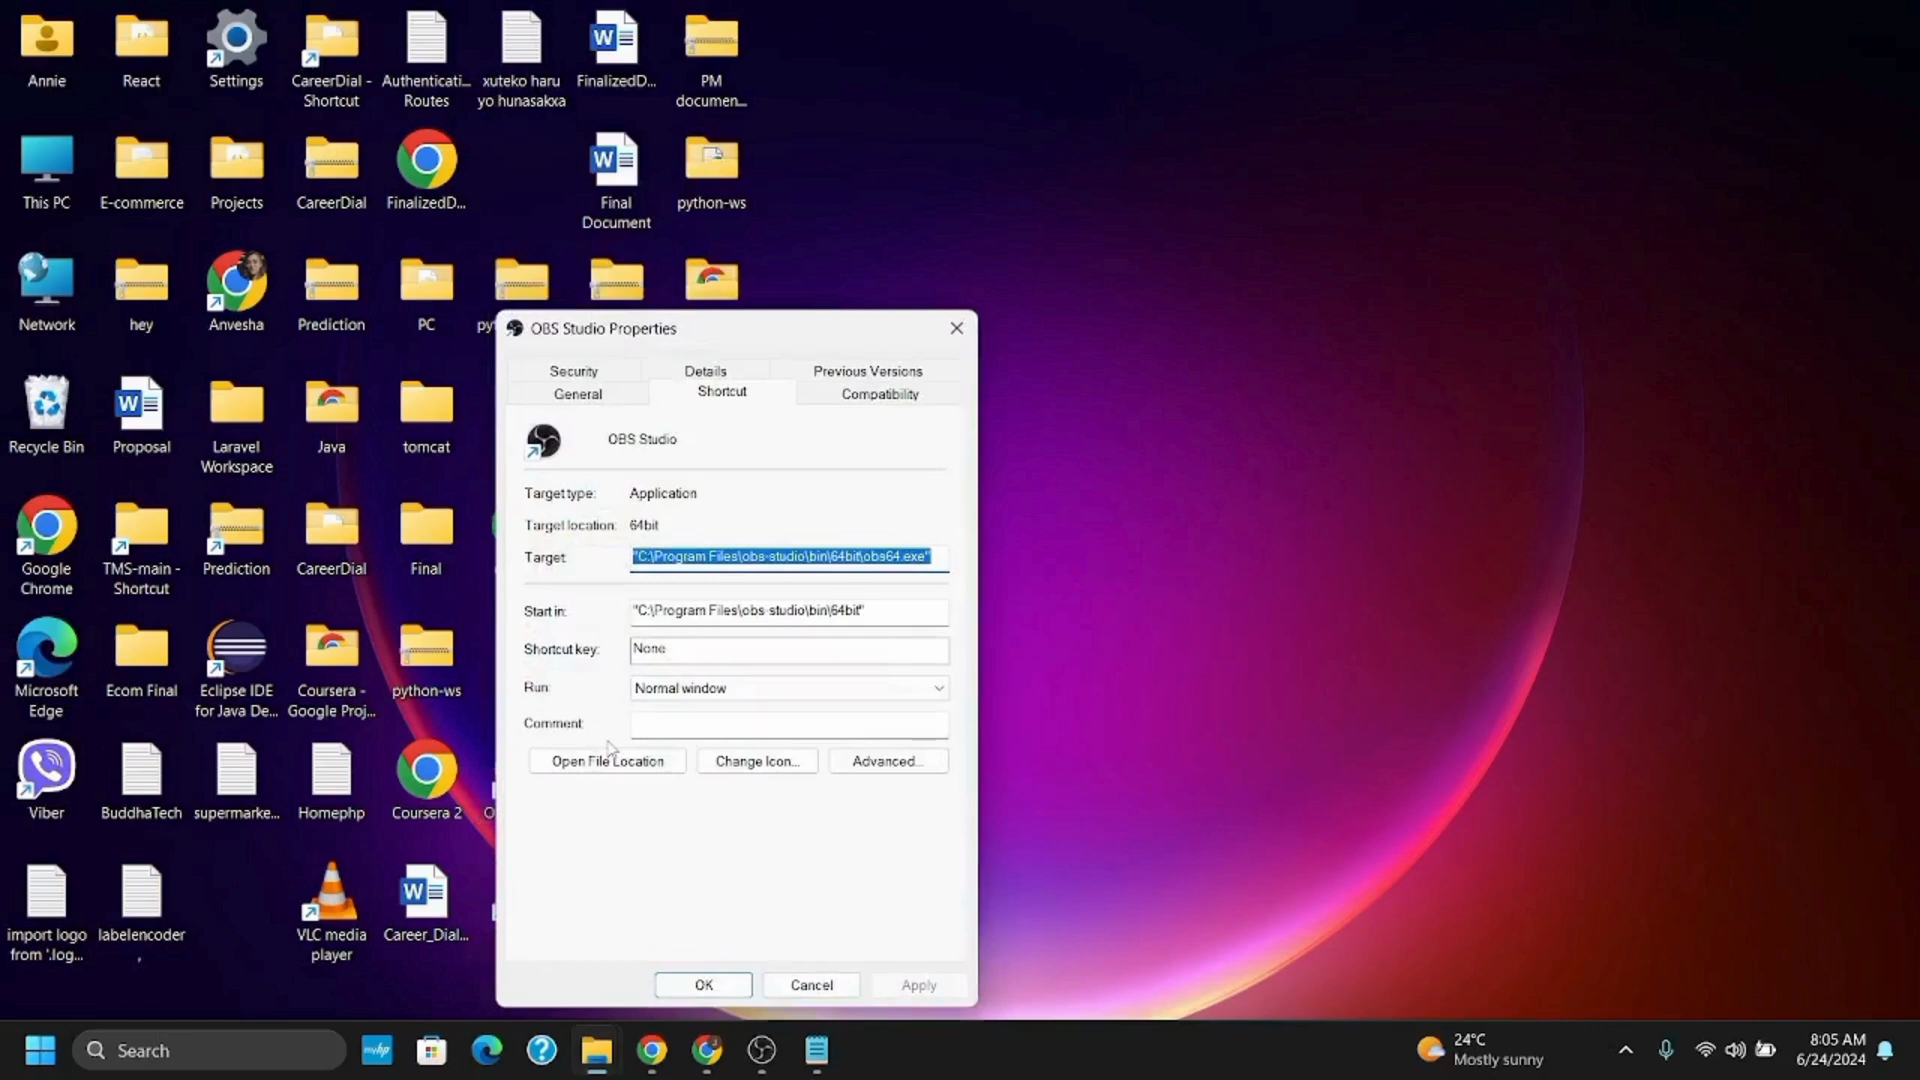 Annie
React
Settings
CareerDial -
Shortcut
Authenticati...
Routes
xuteko haru
yo hunasakxa
FinalizedD...
PM
documen...
This PC
E-commerce
Projects
CareerDial
FinalizedD...
Final
Document
python-ws
Network
hey
Anvesha
Prediction
PC
Recycle Bin
Proposal
Laravel
Workspace
Java
tomcat
Google
Chrome
TMS-main -
Shortcut
Prediction
CareerDial
Final
Microsoft
Edge
Ecom Final
Eclipse IDE
for Java De...
Coursera -
Google Proj...
python-ws
Viber
BuddhaTech
supermarke...
Homephp
Coursera 2
import logo
from '.log...
labelencoder
,
VLC media
player
Career_Dial...
OBS Studio Properties
Security
Details
Previous Versions
General
Shortcut
Compatibility
OBS Studio
Target type: Application
Target location: 64bit
Target: "C:\Program Files\obs-studio\bin\64bit\obs64.exe"
Start in: "C:\Program Files\obs-studio\bin\64bit"
Shortcut key: None
Run: Normal window
Comment:
Open File Location
Change Icon...
Advanced...
OK
Cancel
Apply
Search
myhp
24°C
Mostly sunny
8:05 AM
6/24/2024